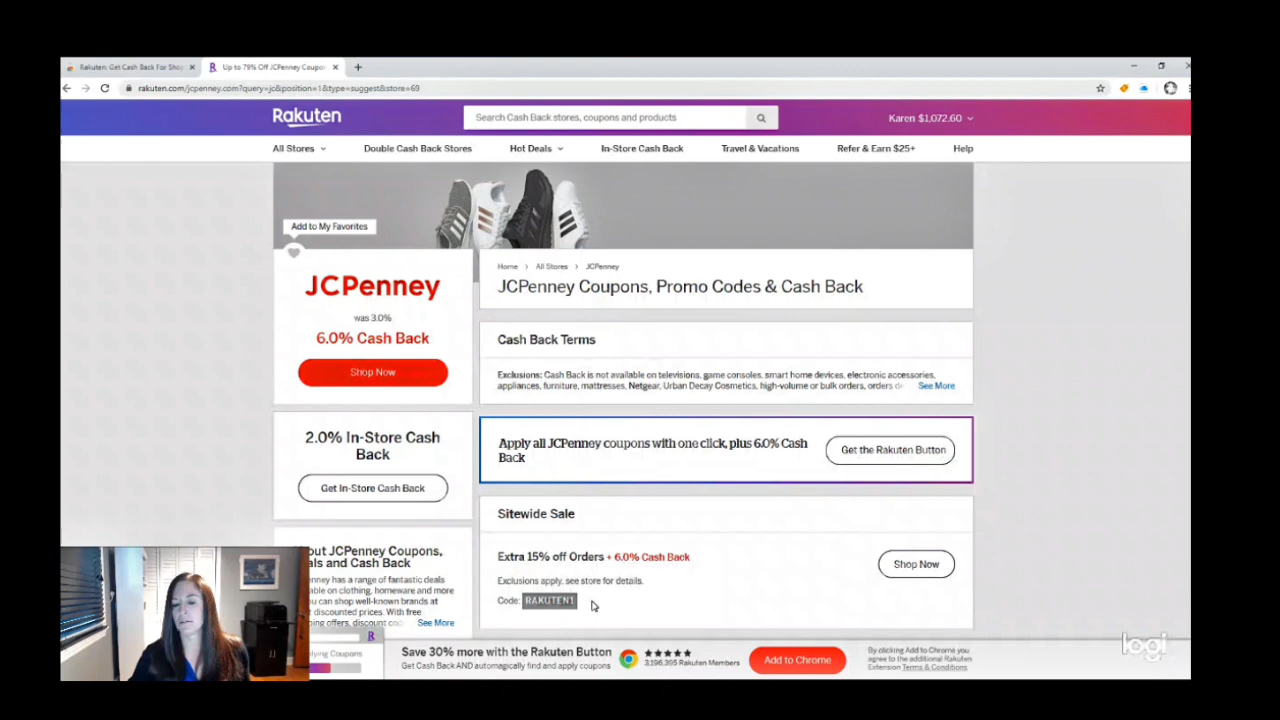 Rakuten: Get Cash Back For Shop
Up to 79% Off JCPenney Coupon
rakuten.com/jcpenney.com?query=jc&position=1&type=suggest&store=69
Rakuten
Search Cash Back stores, coupons and products
Karen $1,072.60
All Stores
Double Cash Back Stores
Hot Deals
In-Store Cash Back
Travel & Vacations
Refer & Earn $25+
Help
Add to My Favorites
JCPenney
was 3.0%
6.0% Cash Back
Shop Now
Home > All Stores > JCPenney
JCPenney Coupons, Promo Codes & Cash Back
Cash Back Terms
Exclusions: Cash Back is not available on televisions, game consoles, smart home devices, electronic accessories,
appliances, furniture, mattresses, Netgear, Urban Decay Cosmetics, high-volume or bulk orders, orders
See More
2.0% In-Store Cash
Back
Get In-Store Cash Back
Apply all JCPenney coupons with one click, plus 6.0% Cash
Back
Get the Rakuten Button
Sitewide Sale
Extra 15% off Orders + 6.0% Cash Back
Exclusions apply, see store for details.
Code: RAKUTEN1
Shop Now
out JCPenney Coupons,
als and Cash Back
enney has a range of fantastic deals
able on clothing, homeware and more
ou can shop well-known brands at
discounted prices. With free
ping offers, discount
See More
plying Coupons
Save 30% more with the Rakuten Button
Get Cash Back AND automagically find and apply coupons
3,196,395 Rakuten Members
Add to Chrome
By clicking Add to Chrome you
agree to the additional Rakuten
Extension Terms & Conditions.
logi